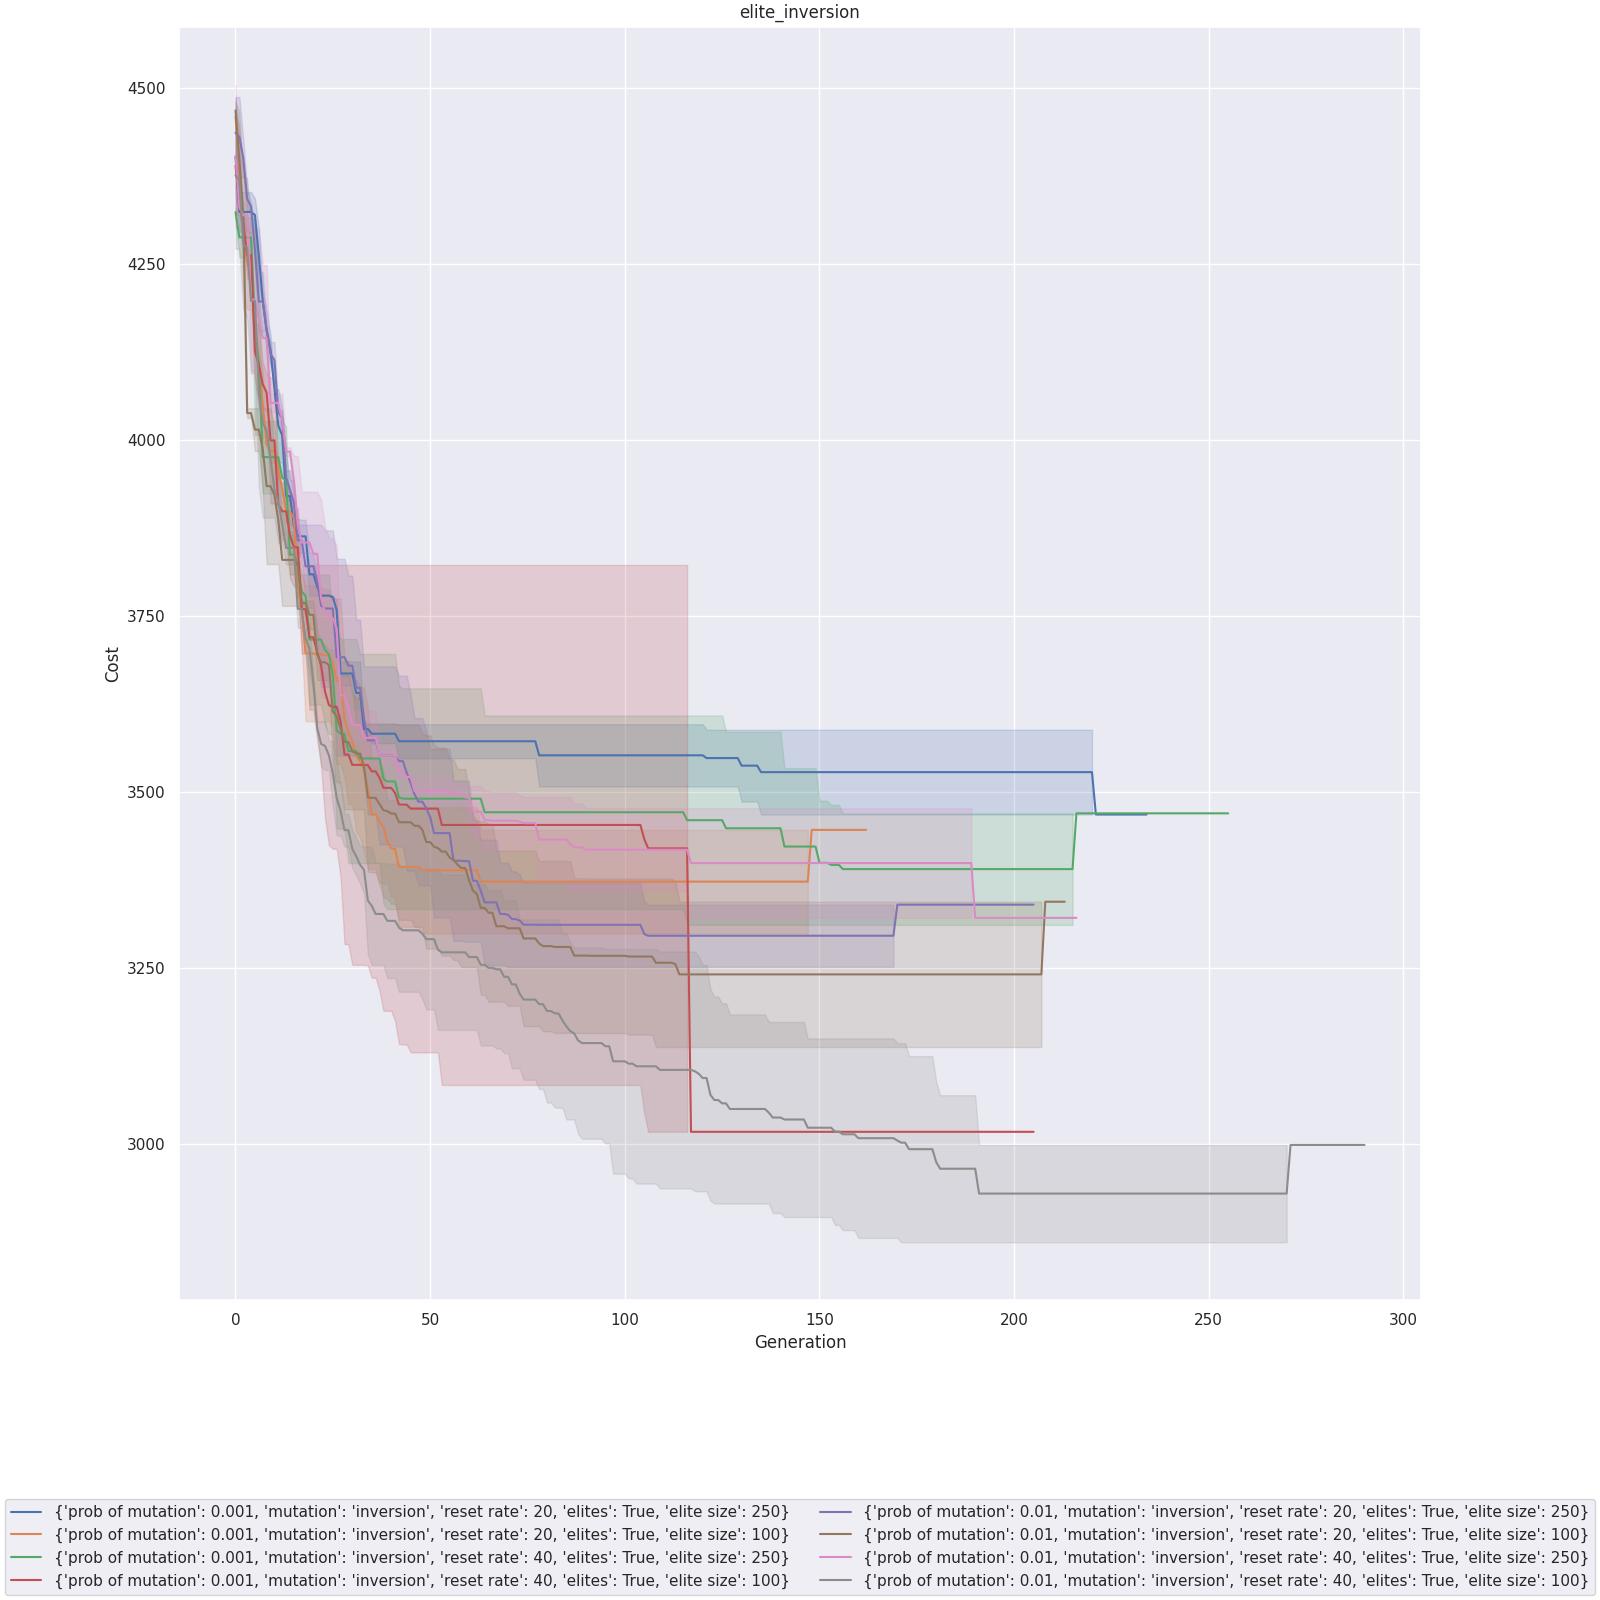 elite_inversion
4500
4250
4000
3750
3500
3250
3000
Cost
0 50 100 150 200 250 300
Generation
{'prob of mutation': 0.001, 'mutation': 'inversion', 'reset rate': 20, 'elites': True, 'elite size': 250}
{'prob of mutation': 0.001, 'mutation': 'inversion', 'reset rate': 20, 'elites': True, 'elite size': 100}
{'prob of mutation': 0.001, 'mutation': 'inversion', 'reset rate': 40, 'elites': True, 'elite size': 250}
{'prob of mutation': 0.001, 'mutation': 'inversion', 'reset rate': 40, 'elites': True, 'elite size': 100}
{'prob of mutation': 0.01, 'mutation': 'inversion', 'reset rate': 20, 'elites': True, 'elite size': 250}
{'prob of mutation': 0.01, 'mutation': 'inversion', 'reset rate': 20, 'elites': True, 'elite size': 100}
{'prob of mutation': 0.01, 'mutation': 'inversion', 'reset rate': 40, 'elites': True, 'elite size': 250}
{'prob of mutation': 0.01, 'mutation': 'inversion', 'reset rate': 40, 'elites': True, 'elite size': 100}